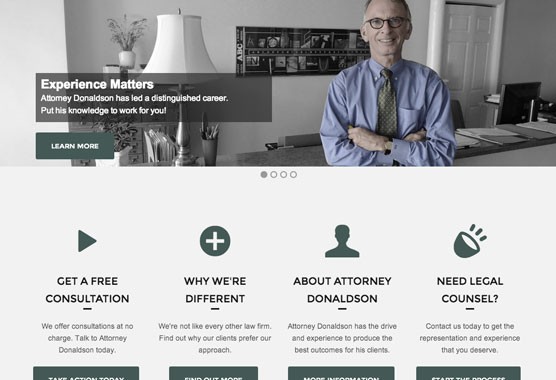 Experience Matters
Attorney Donaldson has led a distinguished career.
Put his knowledge to work for you!
LEARN MORE
GET A FREE
CONSULTATION
We offer consultations at no
charge. Talk to Attorney
Donaldson today.
TAKE ACTION TODAY
WHY WE'RE
DIFFERENT
We're not like every other law firm.
Find out why our clients prefer our
approach.
FIND OUT MORE
ABOUT ATTORNEY
DONALDSON
Attorney Donaldson has the drive
and experience to produce the
best outcomes for his clients.
MORE INFORMATION
NEED LEGAL
COUNSEL?
Contact us today to get the
representation and experience
that you deserve.
START THE PROCESS